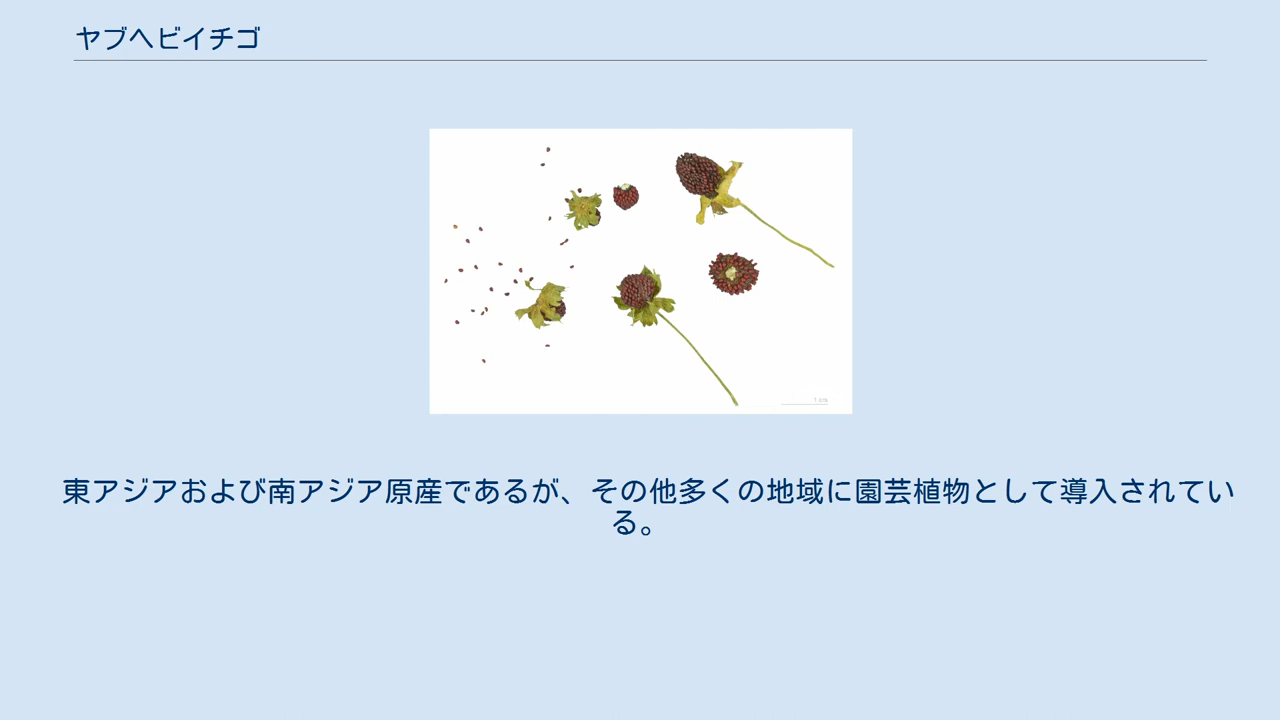 ヤブヘビイチゴ
1 cm
東アジアおよび南アジア原産であるが、その他多くの地域に園芸植物として導入されてい
る。